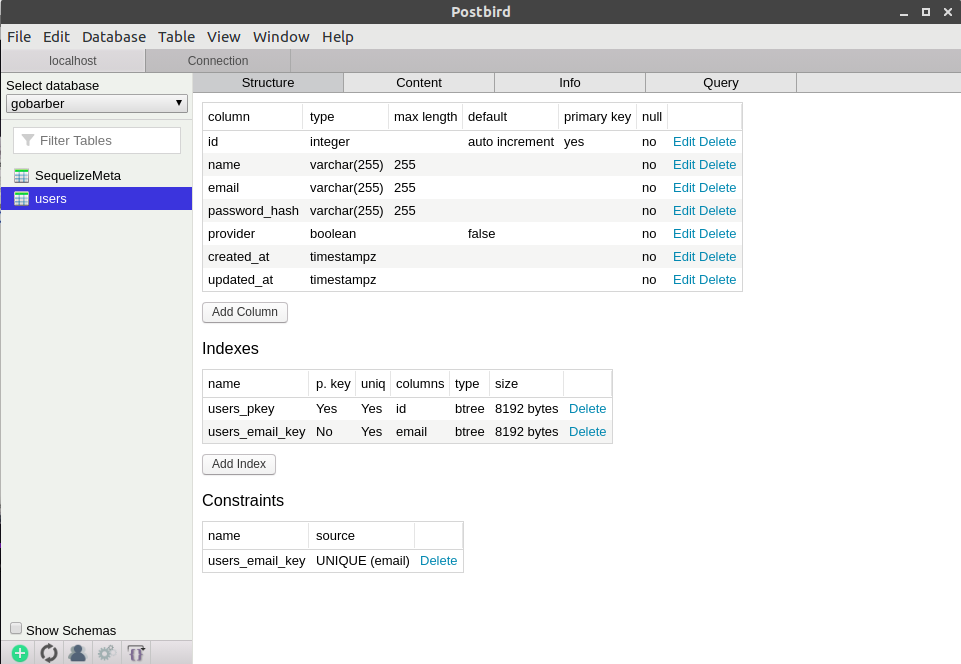 Postbird
File Edit Database Table View Window Help
localhost Connection
Select database
gobarber
Filter Tables
SequelizeMeta
users
Structure Content Info Query
column type max length default primary key null
id integer auto increment yes no Edit Delete
name varchar(255) 255 no Edit Delete
email varchar(255) 255 no Edit Delete
password_hash varchar(255) 255 no Edit Delete
provider boolean false no Edit Delete
created_at timestampz no Edit Delete
updated_at timestampz no Edit Delete
Add Column
Indexes
name p. key uniq columns type size
users_pkey Yes Yes id btree 8192 bytes Delete
users_email_key No Yes email btree 8192 bytes Delete
Add Index
Constraints
name source
users_email_key UNIQUE (email) Delete
Show Schemas